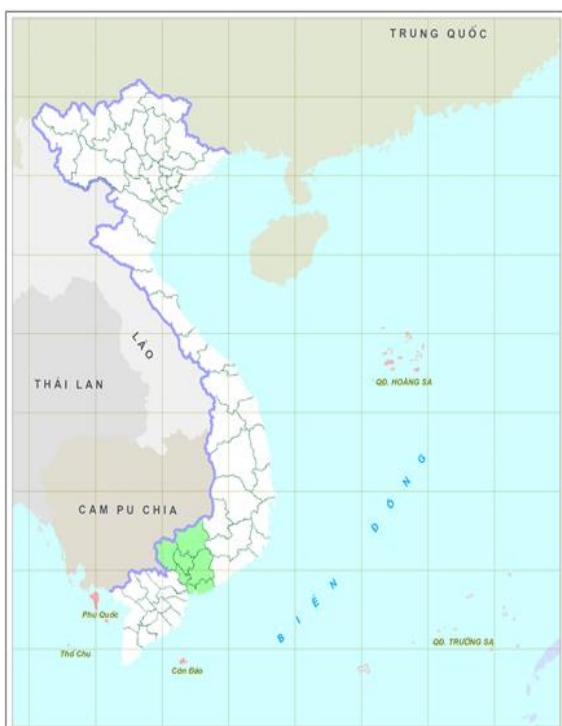 TRUNG QUỐC
LÀO
THÁI LAN
QĐ. HOÀNG SA
CAM PU CHIA
BIỂN ĐÔNG
Phú Quốc
Thổ Chu
Côn Đảo
QĐ. TRƯỜNG SA